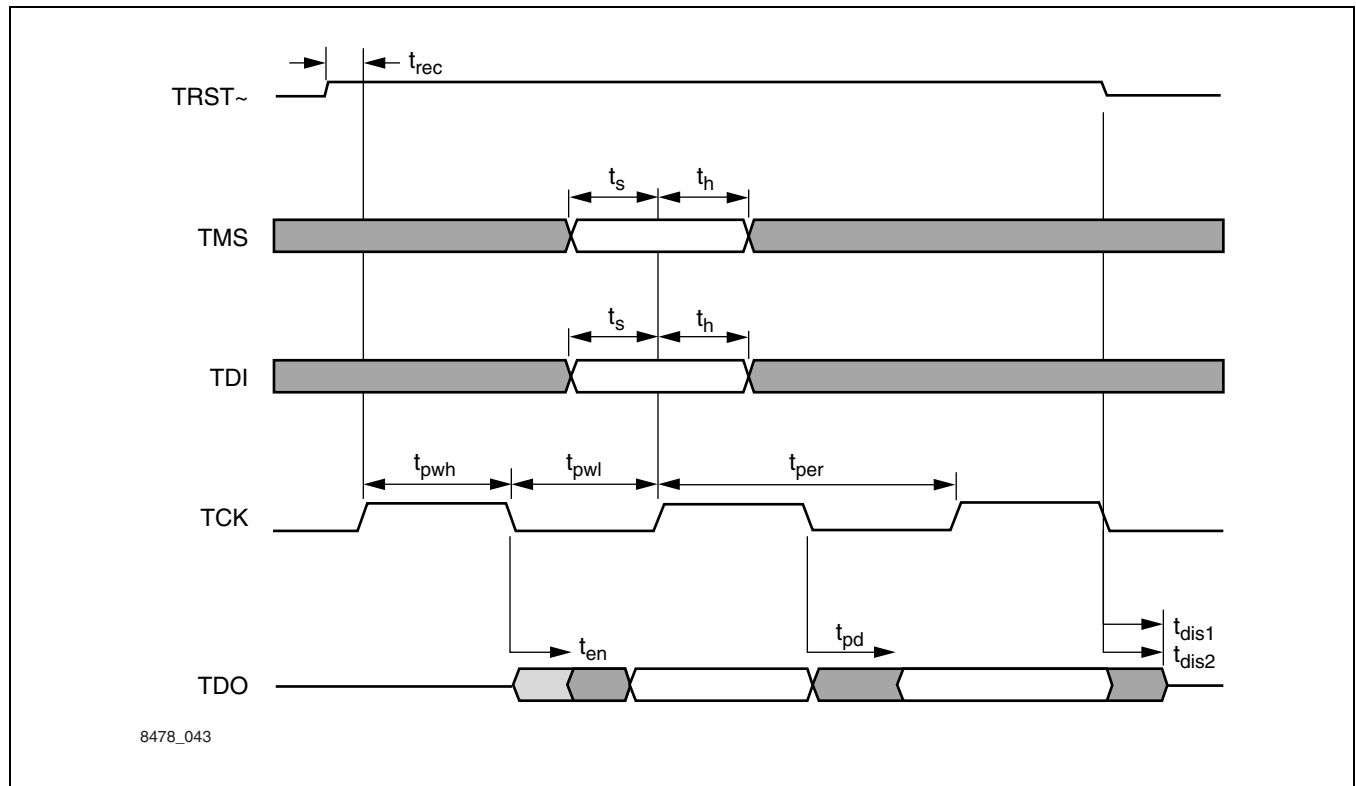 t_rec
TRST~
t_s t_h
TMS
t_s t_h
TDI
t_pwh t_pwl t_per
TCK
t_dis1
t_en t_pd t_dis2
TDO
8478_043